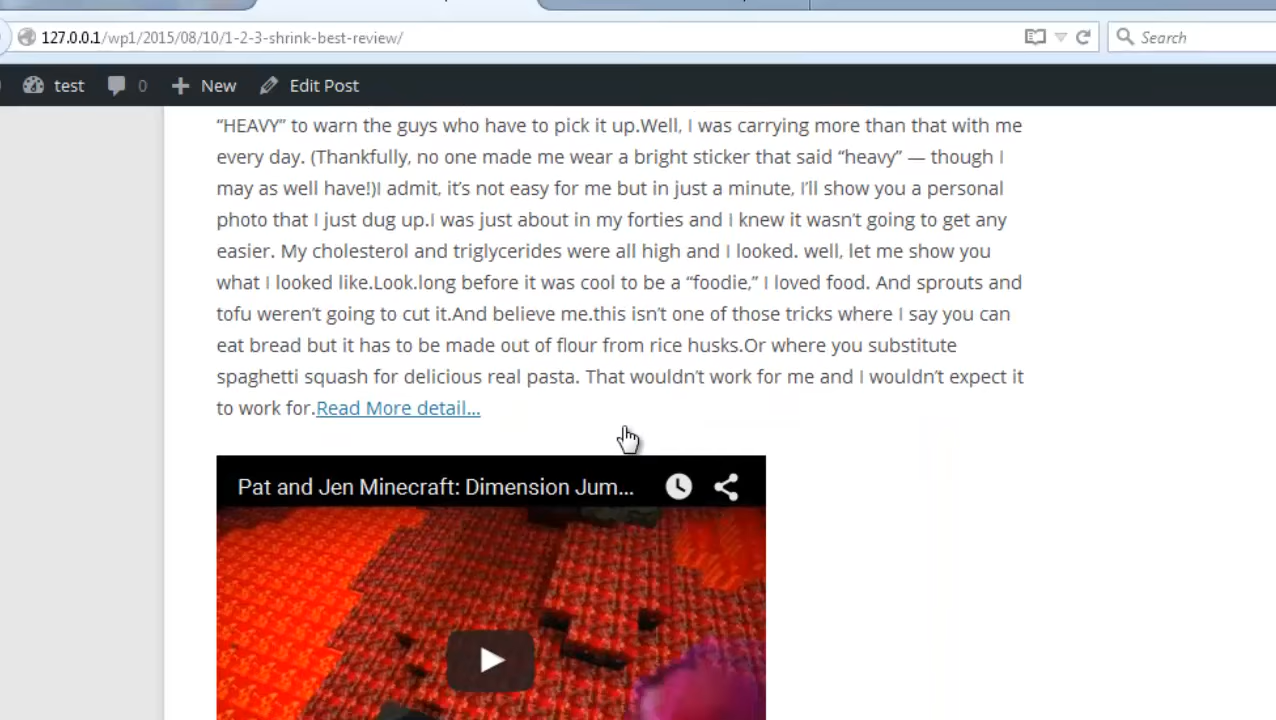 127.0.0.1/wp1/2015/08/10/1-2-3-shrink-best-review/
Search
test
0
New
Edit Post
“HEAVY” to warn the guys who have to pick it up.Well, I was carrying more than that with me
every day. (Thankfully, no one made me wear a bright sticker that said “heavy” — though I
may as well have!)I admit, it’s not easy for me but in just a minute, I’ll show you a personal
photo that I just dug up.I was just about in my forties and I knew it wasn’t going to get any
easier. My cholesterol and triglycerides were all high and I looked. well, let me show you
what I looked like.Look.long before it was cool to be a “foodie,” I loved food. And sprouts and
tofu weren’t going to cut it.And believe me.this isn’t one of those tricks where I say you can
eat bread but it has to be made out of flour from rice husks.Or where you substitute
spaghetti squash for delicious real pasta. That wouldn’t work for me and I wouldn’t expect it
to work for.Read More detail...
Pat and Jen Minecraft: Dimension Jum...